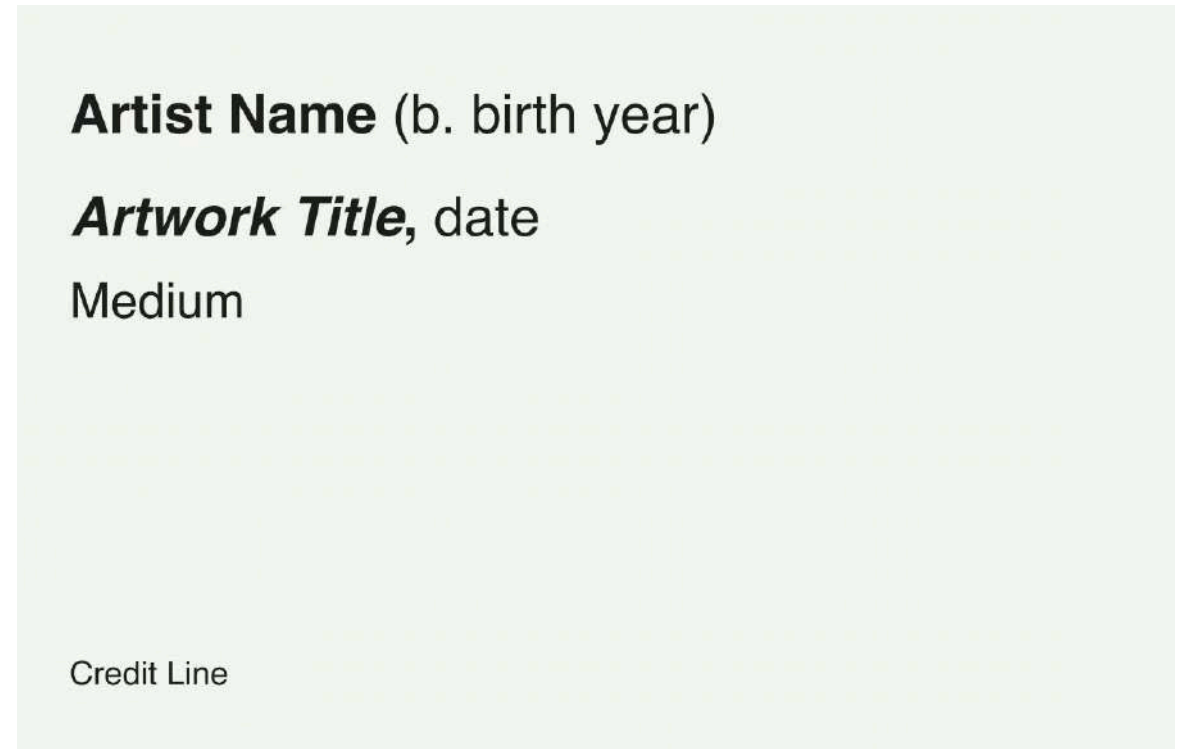 Artist Name (b. birth year)
Artwork Title, date
Medium
Credit Line